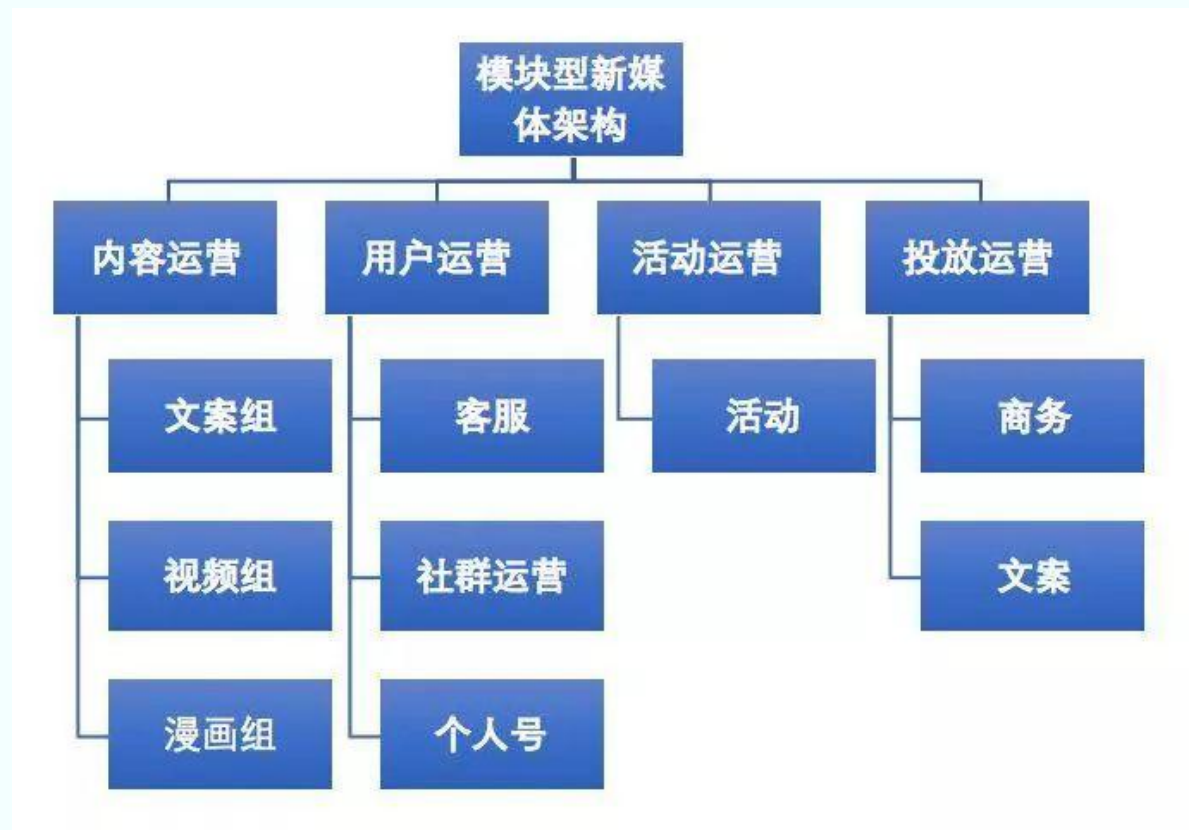 模块型新媒
体架构
内容运营
用户运营
活动运营
投放运营
文案组
客服
活动
商务
视频组
社群运营
文案
漫画组
个人号